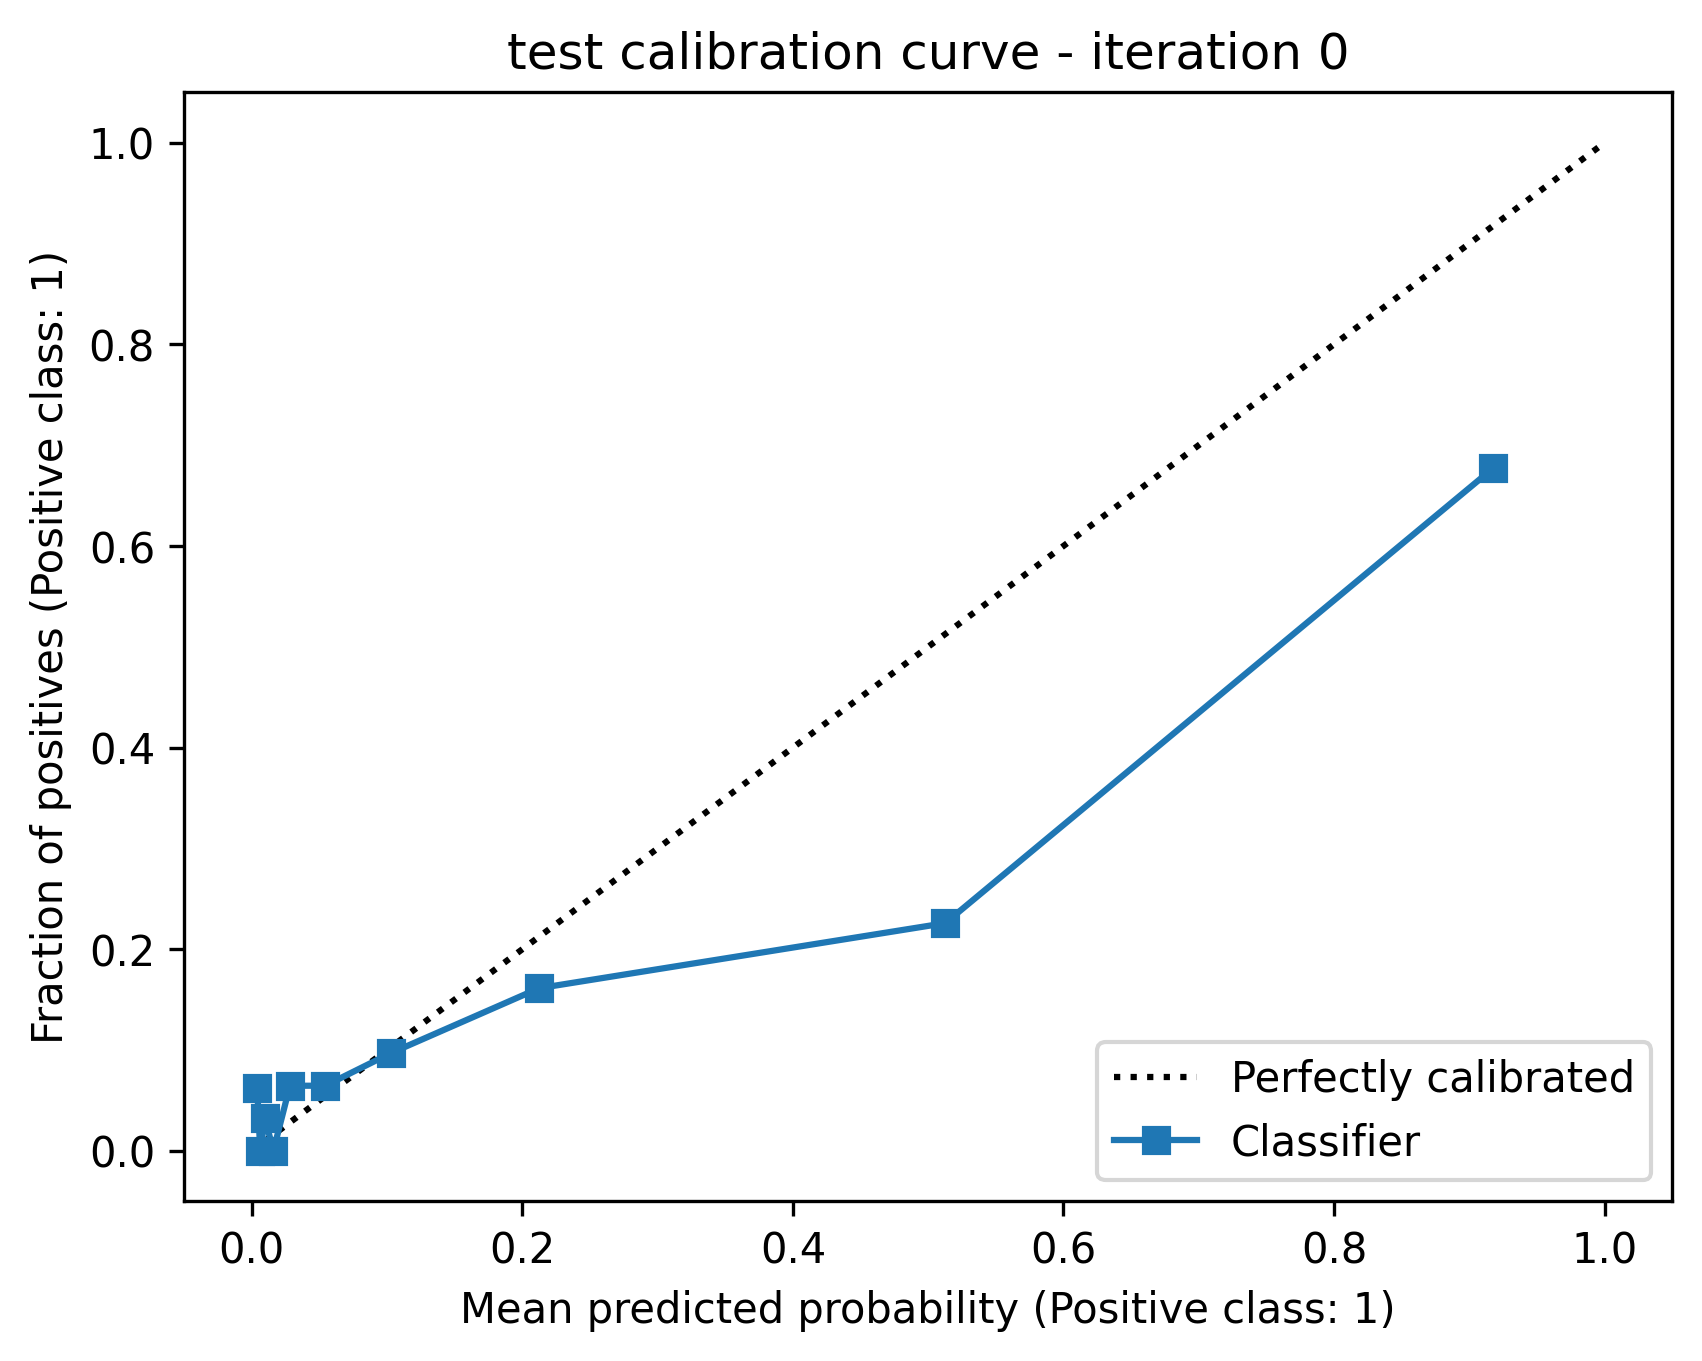 test calibration curve - iteration 0
Fraction of positives (Positive class: 1)
1.0
0.8
0.6
0.4
0.2
0.0
Perfectly calibrated
Classifier
0.0 0.2 0.4 0.6 0.8 1.0
Mean predicted probability (Positive class: 1)